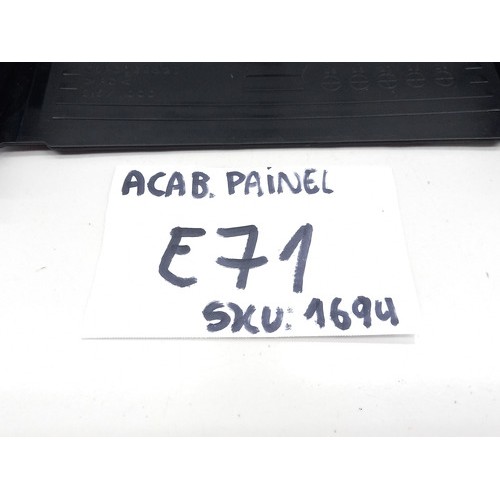 ACAB. PAINEL
E71
SKU: 1694